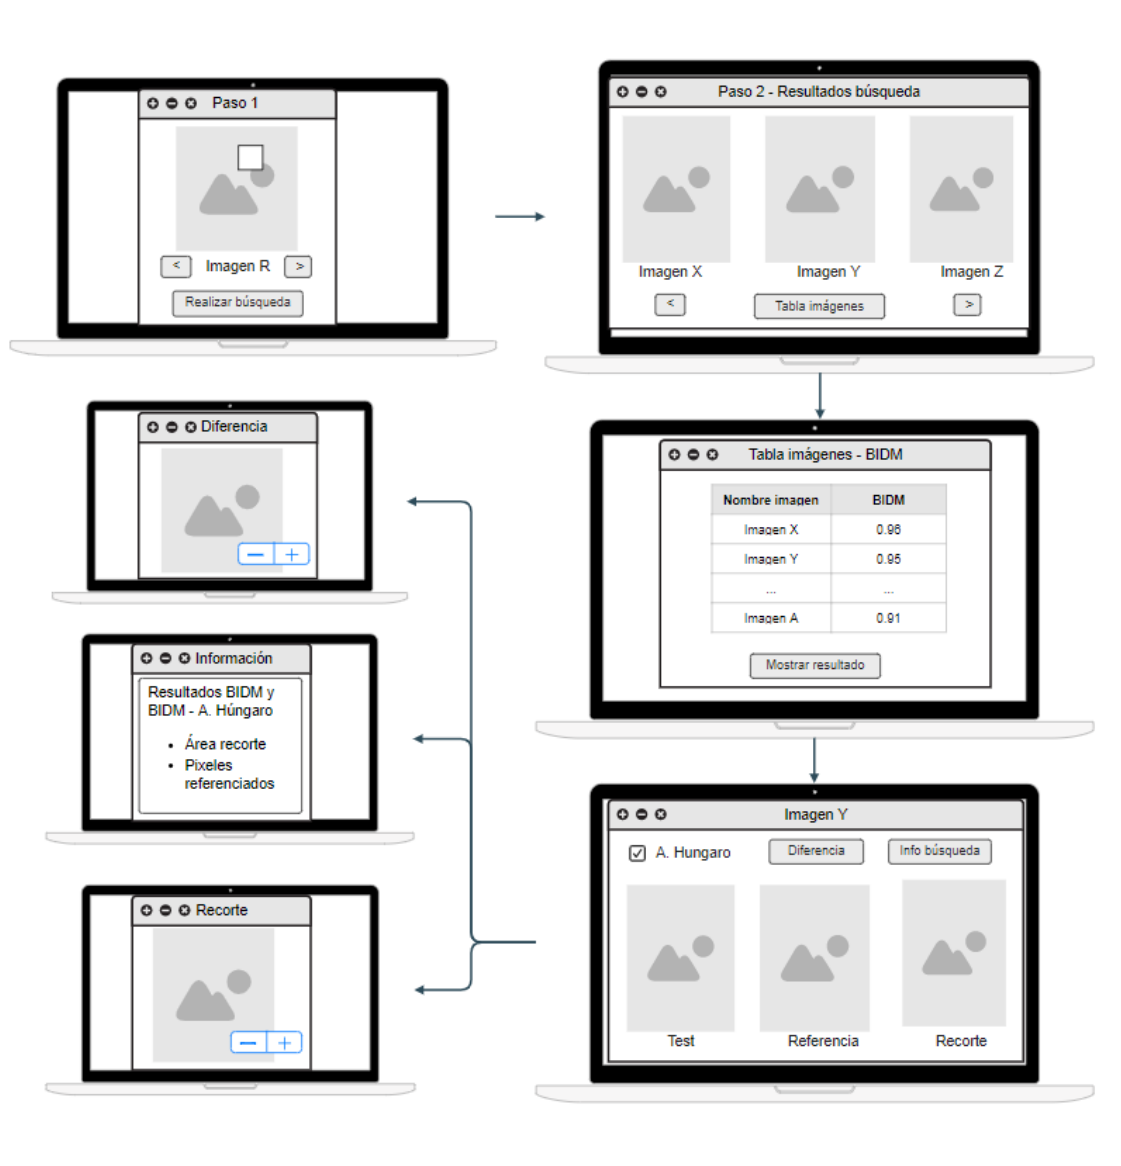 Paso 1
Imagen R
<
>
Realizar búsqueda
Paso 2 - Resultados búsqueda
Imagen X
Imagen Y
Imagen Z
<
Tabla imágenes
>
Tabla imágenes - BIDM
Nombre imagen BIDM
Imagen X 0.96
Imagen Y 0.95
... ...
Imagen A 0.91
Mostrar resultado
Imagen Y
A. Hungaro
Diferencia
Info búsqueda
Test
Referencia
Recorte
Diferencia
Información
Resultados BIDM y
BIDM - A. Húngaro
• Área recorte
• Pixeles
referenciados
Recorte